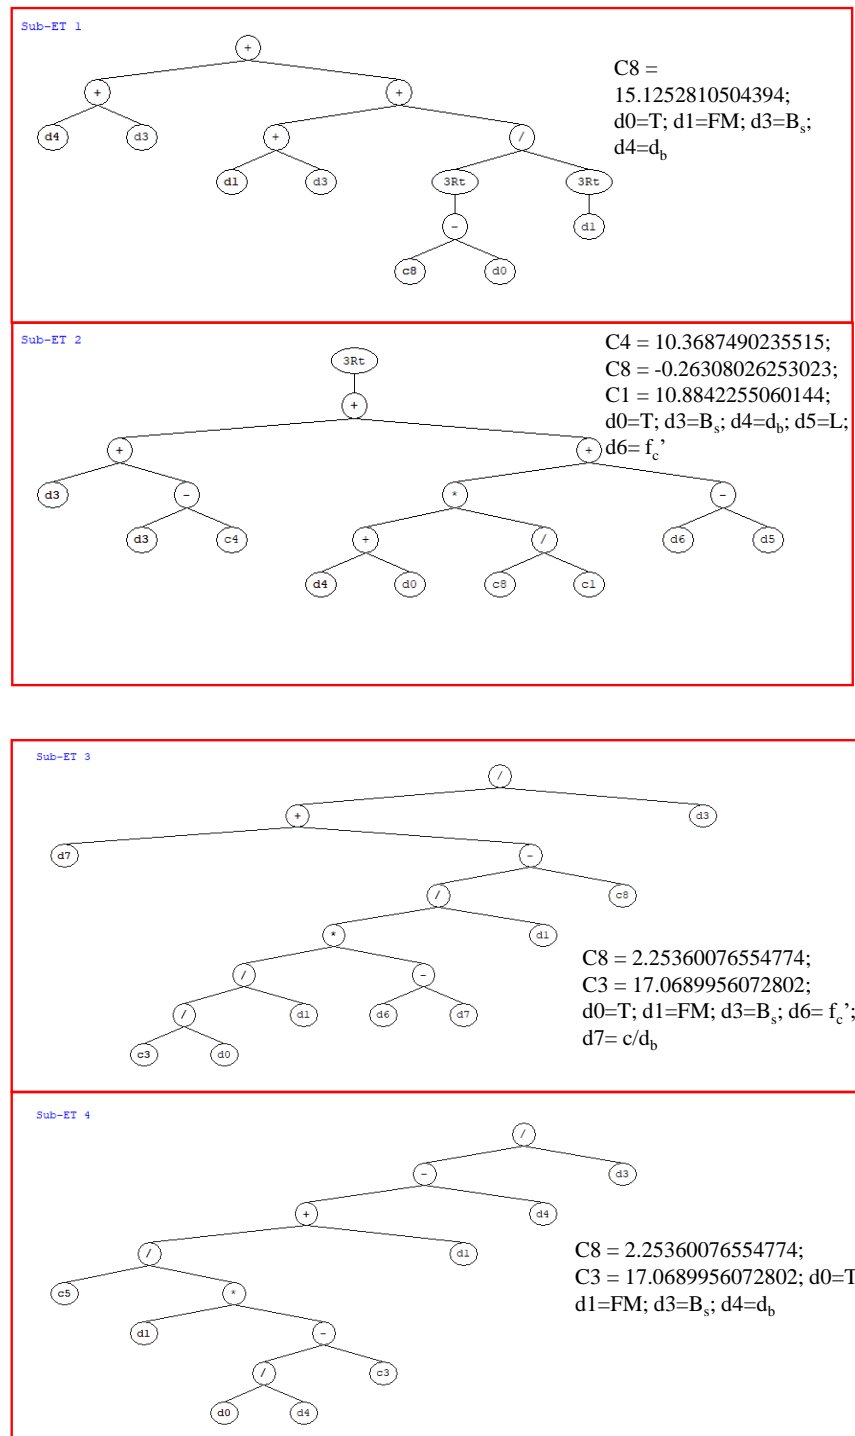 Sub-ET 1
+
+ +
d4 d3 + /
d1 d3 3Rt 3Rt
- d1
c8 d0
C8 =
15.1252810504394;
d0=T; d1=FM; d3=Bs;
d4=db
Sub-ET 2
3Rt
+
+ +
d3 - * -
d3 c4 + / d6 d5
d4 d0 c8 c1
C4 = 10.3687490235515;
C8 = -0.26308026253023;
C1 = 10.8842255060144;
d0=T; d3=Bs; d4=db; d5=L;
d6= fc’
Sub-ET 3
/
+ d3
d7 -
/ c8
* d1
/ -
/ d1 d6 d7
c3 d0
C8 = 2.25360076554774;
C3 = 17.0689956072802;
d0=T; d1=FM; d3=Bs; d6= fc’;
d7= c/db
Sub-ET 4
/
- d3
+ d4
/ d1
c5 *
d1 -
/ c3
d0 d4
C8 = 2.25360076554774;
C3 = 17.0689956072802; d0=T
d1=FM; d3=Bs; d4=db